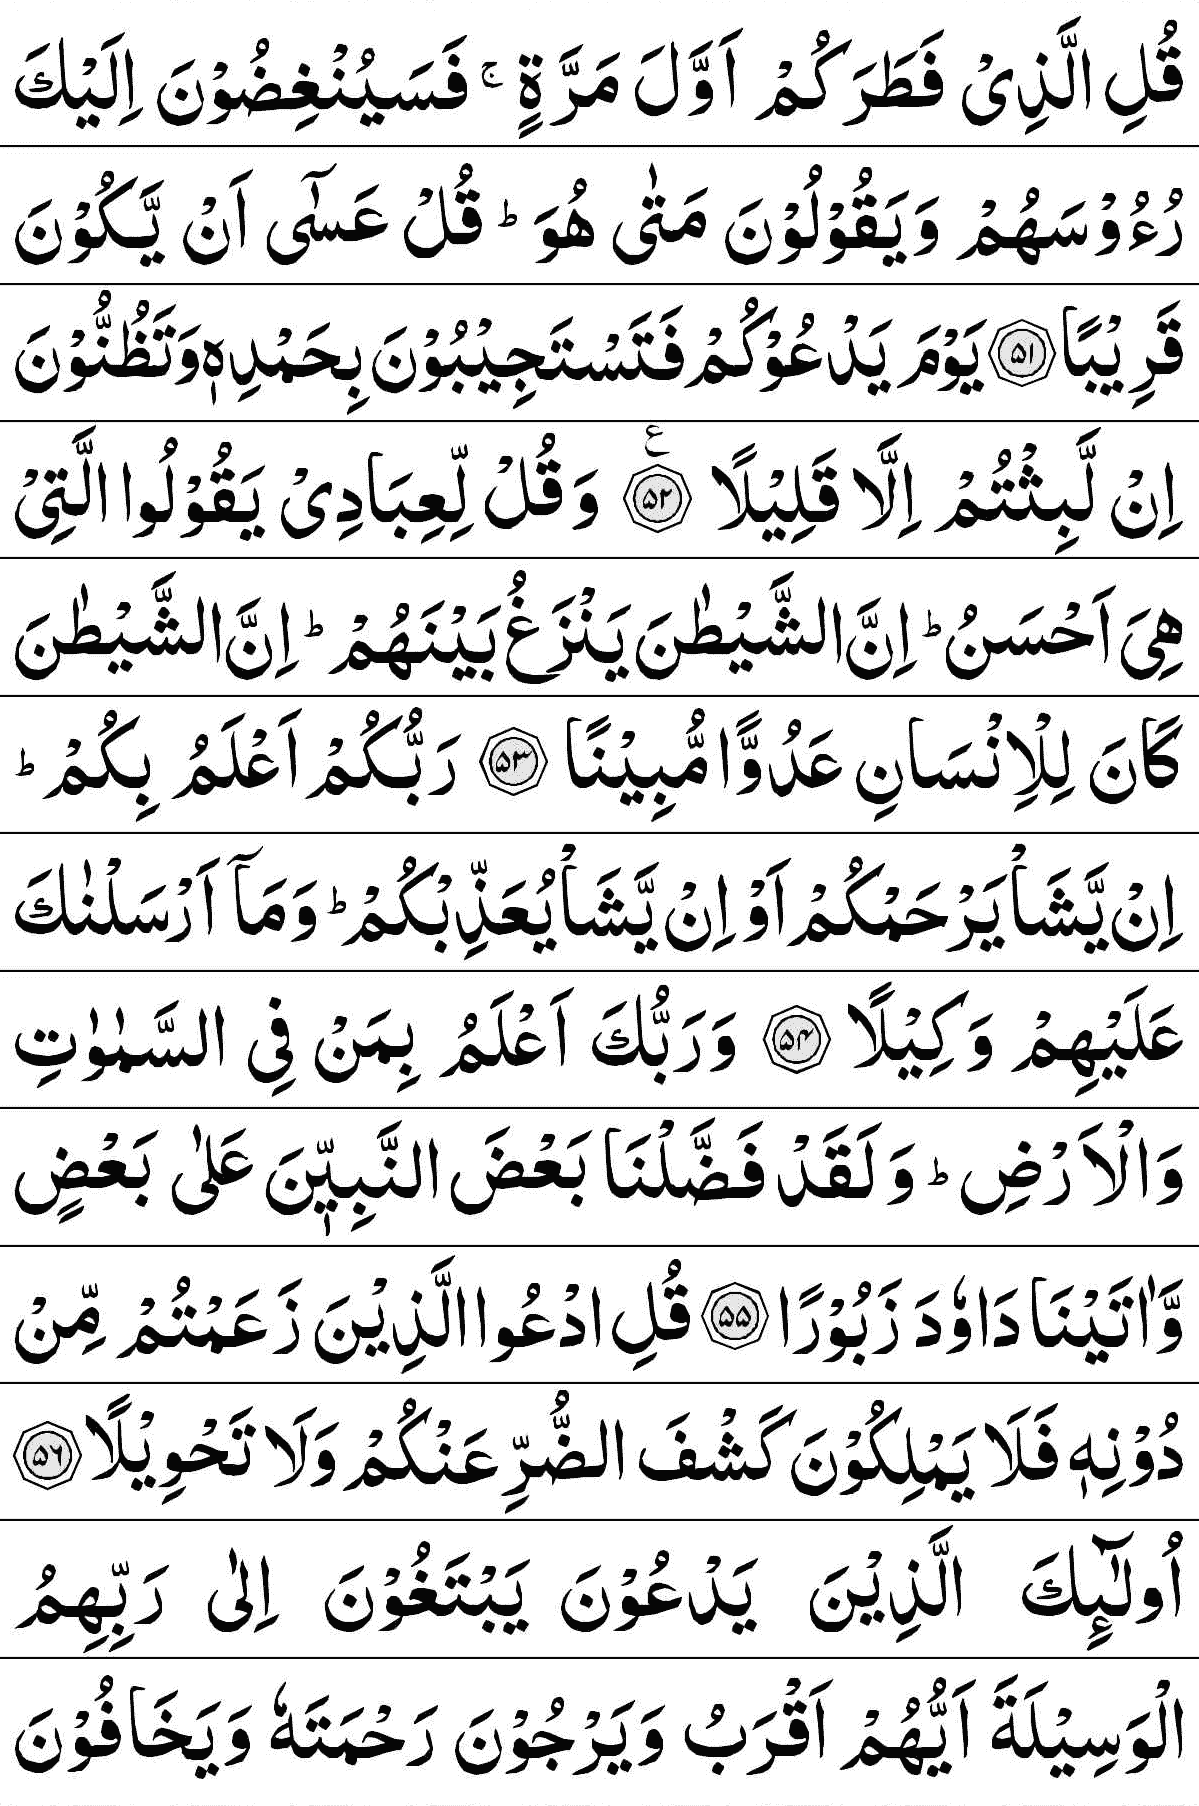 قُلِ الَّذِیْ فَطَرَكُمْ اَوَّلَ مَرَّةٍ ۚ فَسَیُنْغِضُوْنَ اِلَیْكَ
رُءُوْسَهُمْ وَیَقُوْلُوْنَ مَتٰی هُوَ ؕ قُلْ عَسٰۤی اَنْ یَّكُوْنَ
قَرِیْبًا ﴿۵۱﴾ یَوْمَ یَدْعُوْكُمْ فَتَسْتَجِیْبُوْنَ بِحَمْدِهٖ وَتَظُنُّوْنَ
اِنْ لَّبِثْتُمْ اِلَّا قَلِیْلًا ﴿۵۲﴾ ع وَقُلْ لِّعِبَادِیْ یَقُوْلُوا الَّتِیْ
هِیَ اَحْسَنُ ؕ اِنَّ الشَّیْطٰنَ یَنْزَغُ بَیْنَهُمْ ؕ اِنَّ الشَّیْطٰنَ
كَانَ لِلْاِنْسَانِ عَدُوًّا مُّبِیْنًا ﴿۵۳﴾ رَبُّكُمْ اَعْلَمُ بِكُمْ ؕ
اِنْ یَّشَاْ یَرْحَمْكُمْ اَوْ اِنْ یَّشَاْ یُعَذِّبْكُمْ ؕ وَمَاۤ اَرْسَلْنٰكَ
عَلَیْهِمْ وَكِیْلًا ﴿۵۴﴾ وَرَبُّكَ اَعْلَمُ بِمَنْ فِی السَّمٰوٰتِ
وَالْاَرْضِ ؕ وَلَقَدْ فَضَّلْنَا بَعْضَ النَّبِیّٖنَ عَلٰی بَعْضٍ
وَّاٰتَیْنَا دَاوٗدَ زَبُوْرًا ﴿۵۵﴾ قُلِ ادْعُوا الَّذِیْنَ زَعَمْتُمْ مِّنْ
دُوْنِهٖ فَلَا یَمْلِكُوْنَ كَشْفَ الضُّرِّ عَنْكُمْ وَلَا تَحْوِیْلًا ﴿۵۶﴾
اُولٰٓئِكَ الَّذِیْنَ یَدْعُوْنَ یَبْتَغُوْنَ اِلٰی رَبِّهِمُ
الْوَسِیْلَةَ اَیُّهُمْ اَقْرَبُ وَیَرْجُوْنَ رَحْمَتَهٗ وَیَخَافُوْنَ